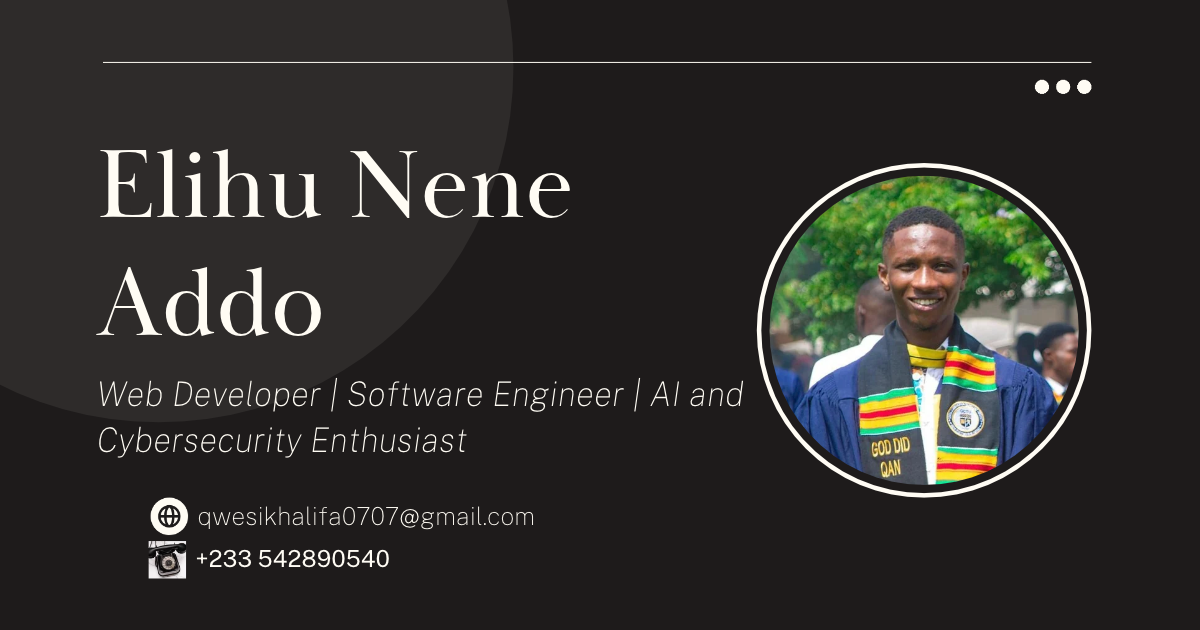 Elihu Nene
Addo
Web Developer | Software Engineer | AI and
Cybersecurity Enthusiast
qwesikhalifa0707@gmail.com
+233 542890540
GOD DID
QAN